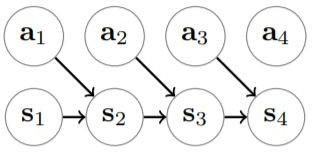 a₁ a₂ a₃ a₄
s₁ s₂ s₃ s₄